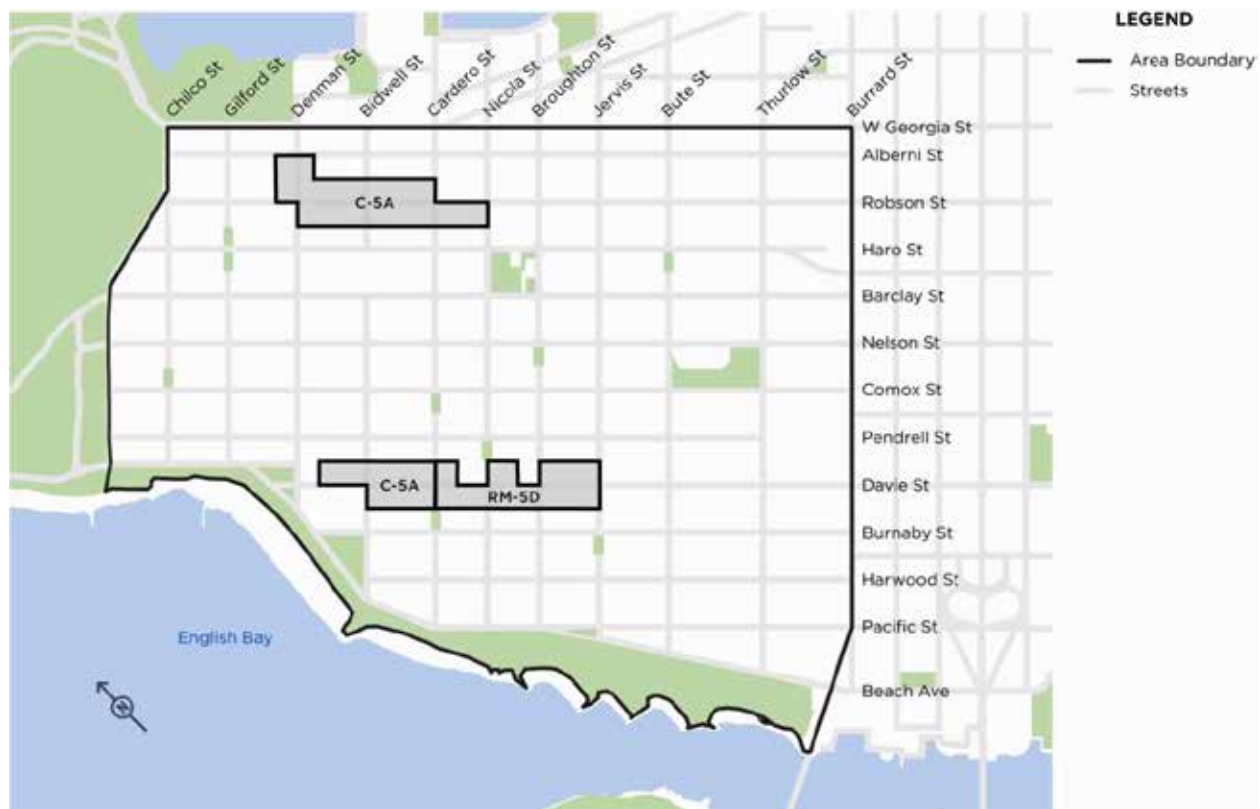 LEGEND
Area Boundary
Streets
Chilco St
Gilford St
Denman St
Bidwell St
Cardero St
Nicola St
Broughton St
Jervis St
Bute St
Thurlow St
Burrard St
W Georgia St
Alberni St
C-5A
Robson St
Haro St
Barclay St
Nelson St
Comox St
Pendrell St
C-5A
RM-5D
Davie St
Burnaby St
Harwood St
English Bay
Pacific St
Beach Ave
N